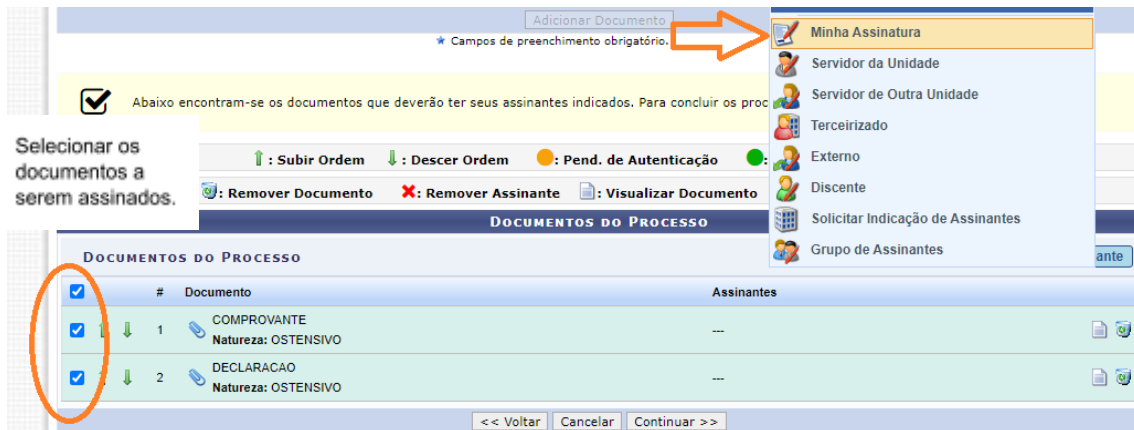 Adicionar Documento
★ Campos de preenchimento obrigatório.
Minha Assinatura
Servidor da Unidade
Servidor de Outra Unidade
Terceirizado
Externo
Discente
Solicitar Indicação de Assinantes
Grupo de Assinantes
Abaixo encontram-se os documentos que deverão ter seus assinantes indicados. Para concluir os proc
Selecionar os
documentos a
serem assinados.
: Subir Ordem : Descer Ordem : Pend. de Autenticação :
: Remover Documento : Remover Assinante : Visualizar Documento
DOCUMENTOS DO PROCESSO
DOCUMENTOS DO PROCESSO
ante
# Documento Assinantes
1 COMPROVANTE ---
Natureza: OSTENSIVO
2 DECLARACAO ---
Natureza: OSTENSIVO
<< Voltar Cancelar Continuar >>